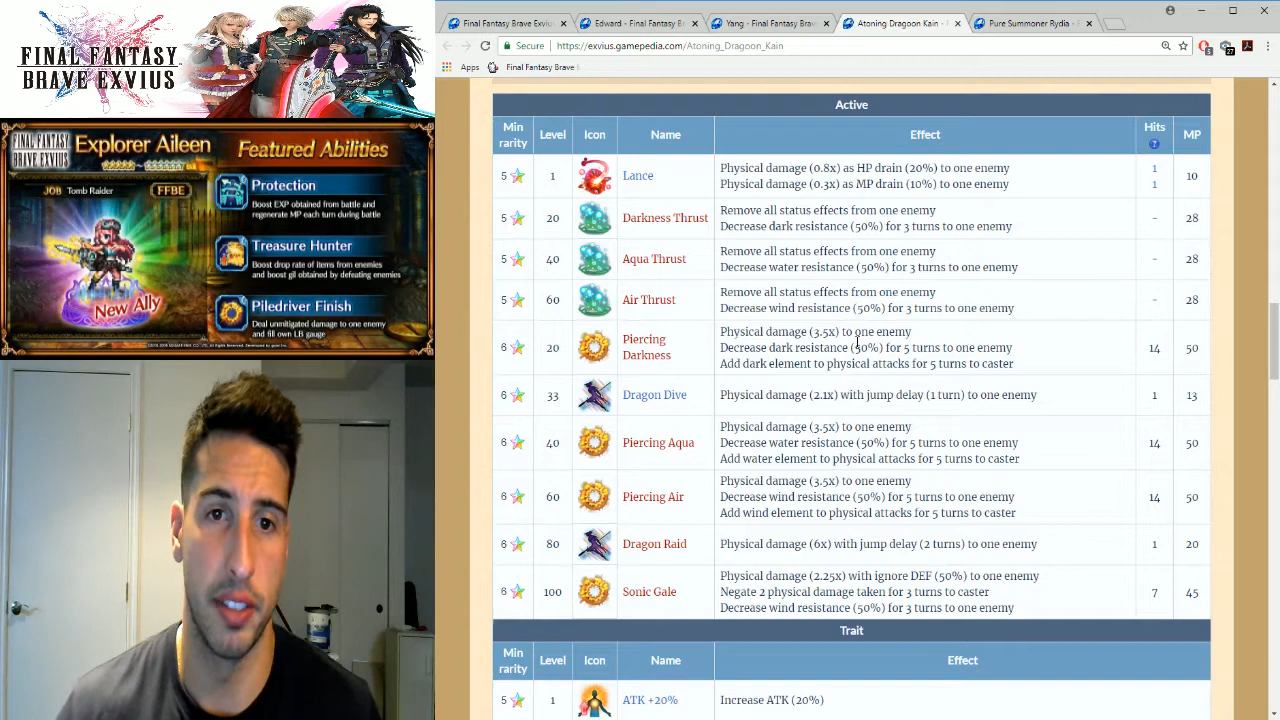 FINAL FANTASY
BRAVE EXVIUS
FINAL FANTASY
BRAVE EXVIUS
Explorer Aileen
Featured Abilities
JOB Tomb Raider
FFBE
New Ally
Protection
Boost EXP obtained from battle and
regenerate MP each turn during battle
Treasure Hunter
Boost drop rate of items from enemies
and boost gil obtained by defeating enemies
Piledriver Finish
Deal unmitigated damage to one enemy
and fill own LB gauge
Final Fantasy Brave Exvius
Edward - Final Fantasy B
Yang - Final Fantasy Brav
Atoning Dragoon Kain -
Pure Summoner Rydia - F
Secure
https://exvius.gamepedia.com/Atoning_Dragoon_Kain
Apps
Final Fantasy Brave
Active
Min rarity Level Icon Name Effect Hits MP
5 1 Lance Physical damage (0.8x) as HP drain (20%) to one enemy 1 10
Physical damage (0.3x) as MP drain (10%) to one enemy 1
5 20 Darkness Thrust Remove all status effects from one enemy - 28
Decrease dark resistance (50%) for 3 turns to one enemy
5 40 Aqua Thrust Remove all status effects from one enemy - 28
Decrease water resistance (50%) for 3 turns to one enemy
5 60 Air Thrust Remove all status effects from one enemy - 28
Decrease wind resistance (50%) for 3 turns to one enemy
6 20 Piercing Darkness Physical damage (3.5x) to one enemy 14 50
Decrease dark resistance (50%) for 5 turns to one enemy
Add dark element to physical attacks for 5 turns to caster
6 33 Dragon Dive Physical damage (2.1x) with jump delay (1 turn) to one enemy 1 13
6 40 Piercing Aqua Physical damage (3.5x) to one enemy 14 50
Decrease water resistance (50%) for 5 turns to one enemy
Add water element to physical attacks for 5 turns to caster
6 60 Piercing Air Physical damage (3.5x) to one enemy 14 50
Decrease wind resistance (50%) for 5 turns to one enemy
Add wind element to physical attacks for 5 turns to caster
6 80 Dragon Raid Physical damage (6x) with jump delay (2 turns) to one enemy 1 20
6 100 Sonic Gale Physical damage (2.25x) with ignore DEF (50%) to one enemy 7 45
Negate 2 physical damage taken for 3 turns to caster
Decrease wind resistance (50%) for 3 turns to one enemy
Trait
Min rarity Level Icon Name Effect
5 1 ATK +20% Increase ATK (20%)